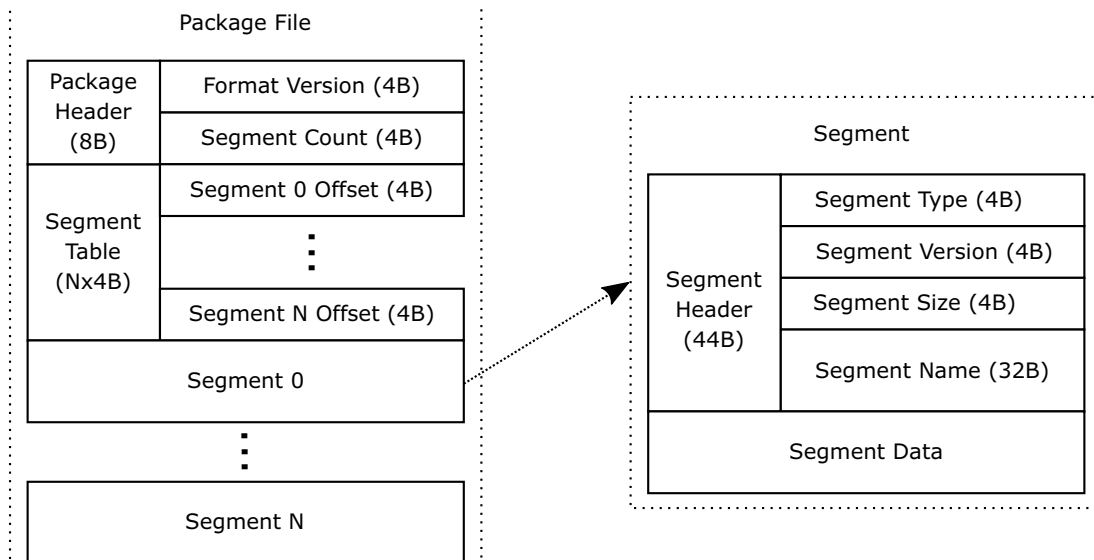 Package File
Package
Header
(8B)
Format Version (4B)
Segment Count (4B)
Segment
Table
(Nx4B)
Segment 0 Offset (4B)
Segment N Offset (4B)
Segment 0
Segment N
Segment
Segment
Header
(44B)
Segment Type (4B)
Segment Version (4B)
Segment Size (4B)
Segment Name (32B)
Segment Data